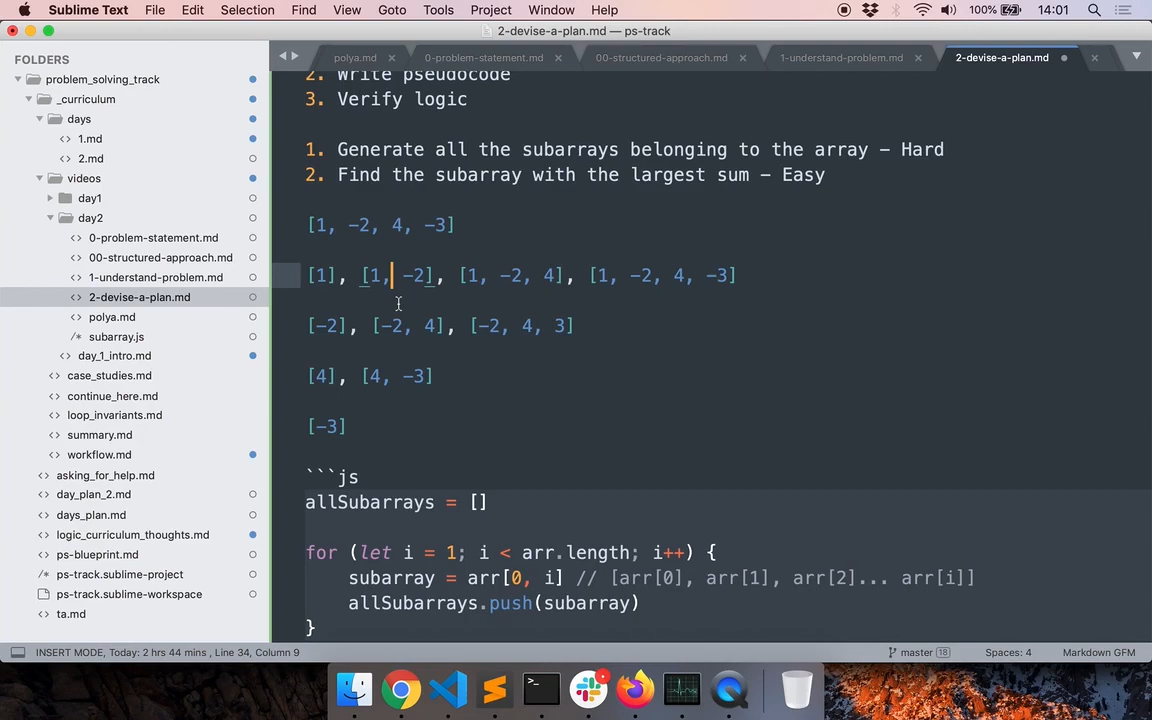 Sublime Text File Edit Selection Find View Goto Tools Project Window Help 100% 14:01
2-devise-a-plan.md — ps-track
FOLDERS
problem_solving_track
_curriculum
days
1.md
2.md
videos
day1
day2
0-problem-statement.md
00-structured-approach.md
1-understand-problem.md
2-devise-a-plan.md
polya.md
subarray.js
day_1_intro.md
case_studies.md
continue_here.md
loop_invariants.md
summary.md
workflow.md
asking_for_help.md
day_plan_2.md
days_plan.md
logic_curriculum_thoughts.md
ps-blueprint.md
ps-track.sublime-project
ps-track.sublime-workspace
ta.md
polya.md 0-problem-statement.md 00-structured-approach.md 1-understand-problem.md 2-devise-a-plan.md
2. Write pseudocode
3. Verify logic
1. Generate all the subarrays belonging to the array – Hard
2. Find the subarray with the largest sum – Easy
[1, -2, 4, -3]
[1], [1, -2], [1, -2, 4], [1, -2, 4, -3]
[-2], [-2, 4], [-2, 4, 3]
[4], [4, -3]
[-3]
```js
allSubarrays = []
for (let i = 1; i < arr.length; i++) {
subarray = arr[0, i] // [arr[0], arr[1], arr[2]... arr[i]]
allSubarrays.push(subarray)
}
INSERT MODE, Today: 2 hrs 44 mins , Line 34, Column 9 master 18 Spaces: 4 Markdown GFM